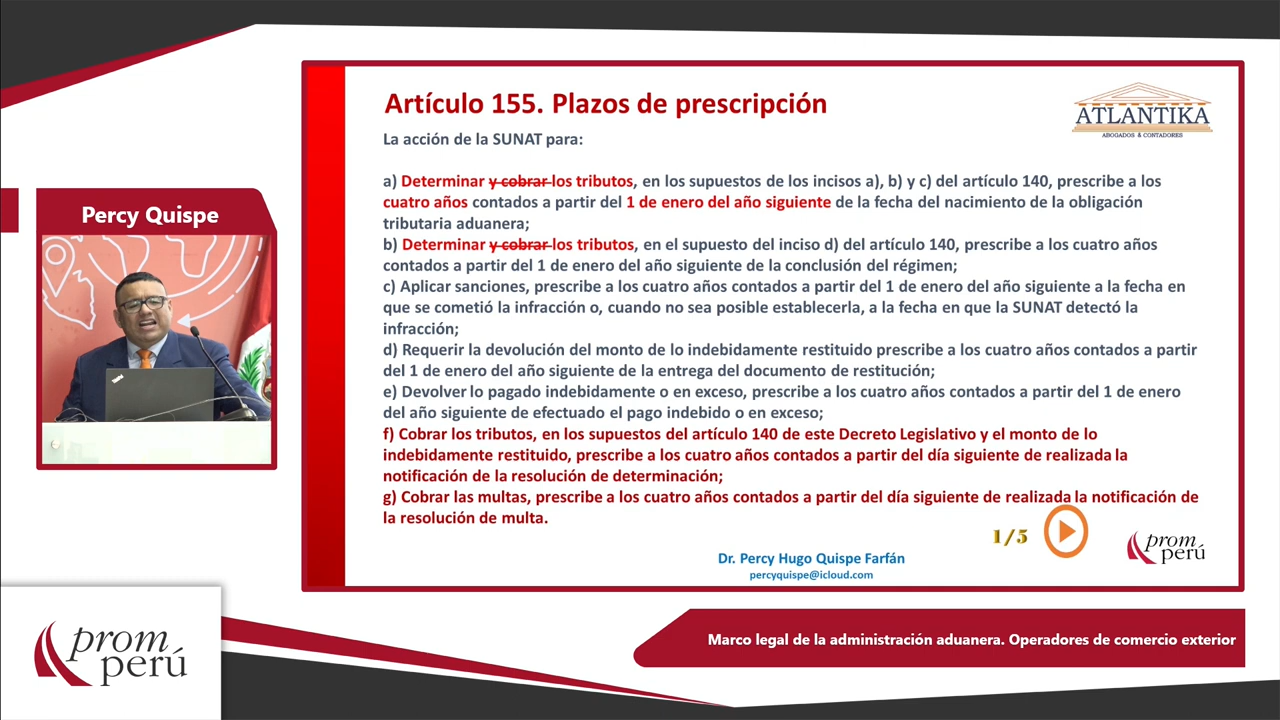 Percy Quispe
Artículo 155. Plazos de prescripción
ATLANTIKA
ABOGADOS & CONTADORES
La acción de la SUNAT para:
a) Determinar y cobrar los tributos, en los supuestos de los incisos a), b) y c) del artículo 140, prescribe a los
cuatro años contados a partir del 1 de enero del año siguiente de la fecha del nacimiento de la obligación
tributaria aduanera;
b) Determinar y cobrar los tributos, en el supuesto del inciso d) del artículo 140, prescribe a los cuatro años
contados a partir del 1 de enero del año siguiente de la conclusión del régimen;
c) Aplicar sanciones, prescribe a los cuatro años contados a partir del 1 de enero del año siguiente a la fecha en
que se cometió la infracción o, cuando no sea posible establecerla, a la fecha en que la SUNAT detectó la
infracción;
d) Requerir la devolución del monto de lo indebidamente restituido prescribe a los cuatro años contados a partir
del 1 de enero del año siguiente de la entrega del documento de restitución;
e) Devolver lo pagado indebidamente o en exceso, prescribe a los cuatro años contados a partir del 1 de enero
del año siguiente de efectuado el pago indebido o en exceso;
f) Cobrar los tributos, en los supuestos del artículo 140 de este Decreto Legislativo y el monto de lo
indebidamente restituido, prescribe a los cuatro años contados a partir del día siguiente de realizada la
notificación de la resolución de determinación;
g) Cobrar las multas, prescribe a los cuatro años contados a partir del día siguiente de realizada la notificación de
la resolución de multa.
1/5
prom
perú
Dr. Percy Hugo Quispe Farfán
percyquispe@icloud.com
Marco legal de la administración aduanera. Operadores de comercio exterior
prom
perú